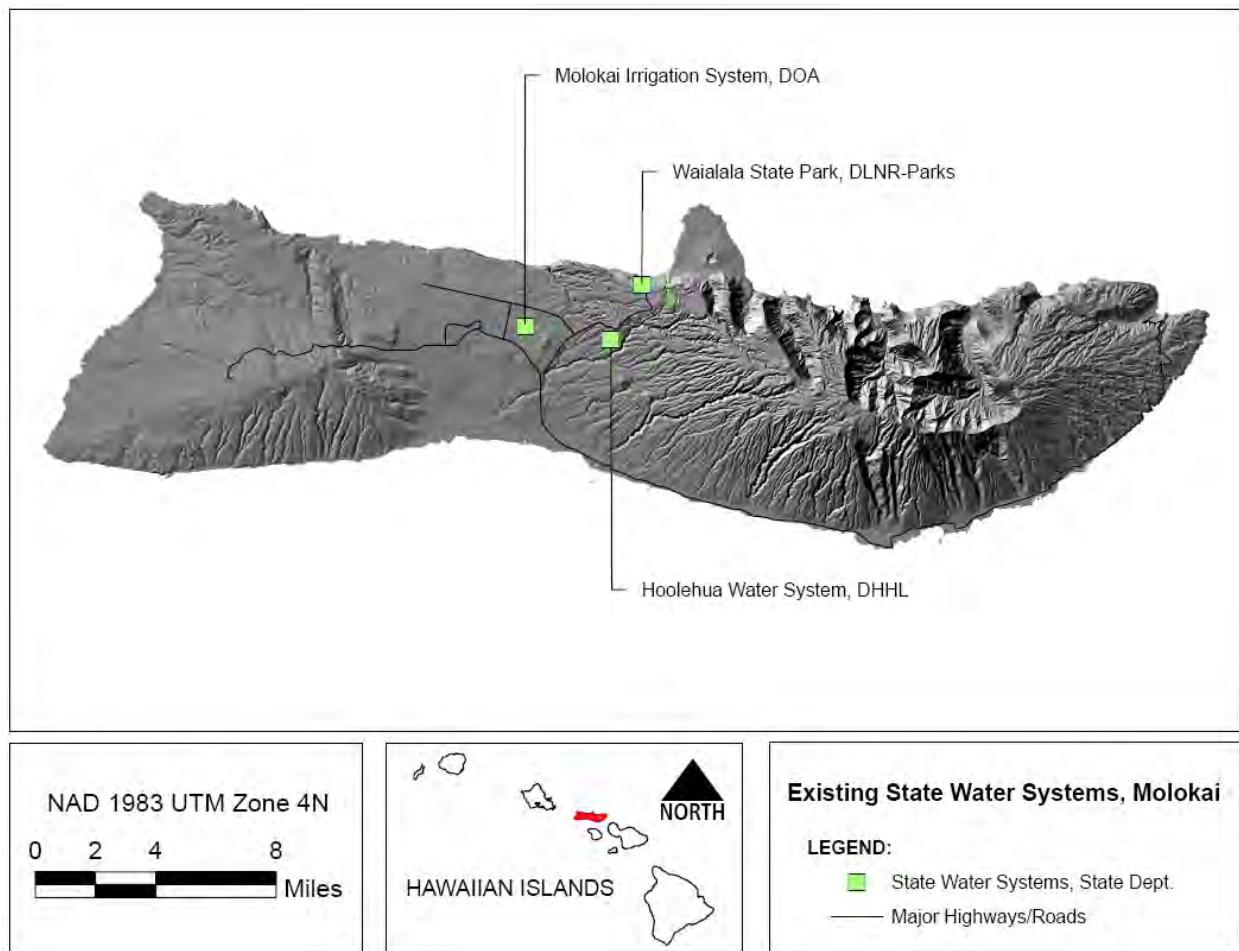 Molokai Irrigation System, DOA
Waialala State Park, DLNR-Parks
Hoolehua Water System, DHHL
NAD 1983 UTM Zone 4N
0 2 4 8
Miles
NORTH
HAWAIIAN ISLANDS
Existing State Water Systems, Molokai
LEGEND:
State Water Systems, State Dept.
Major Highways/Roads